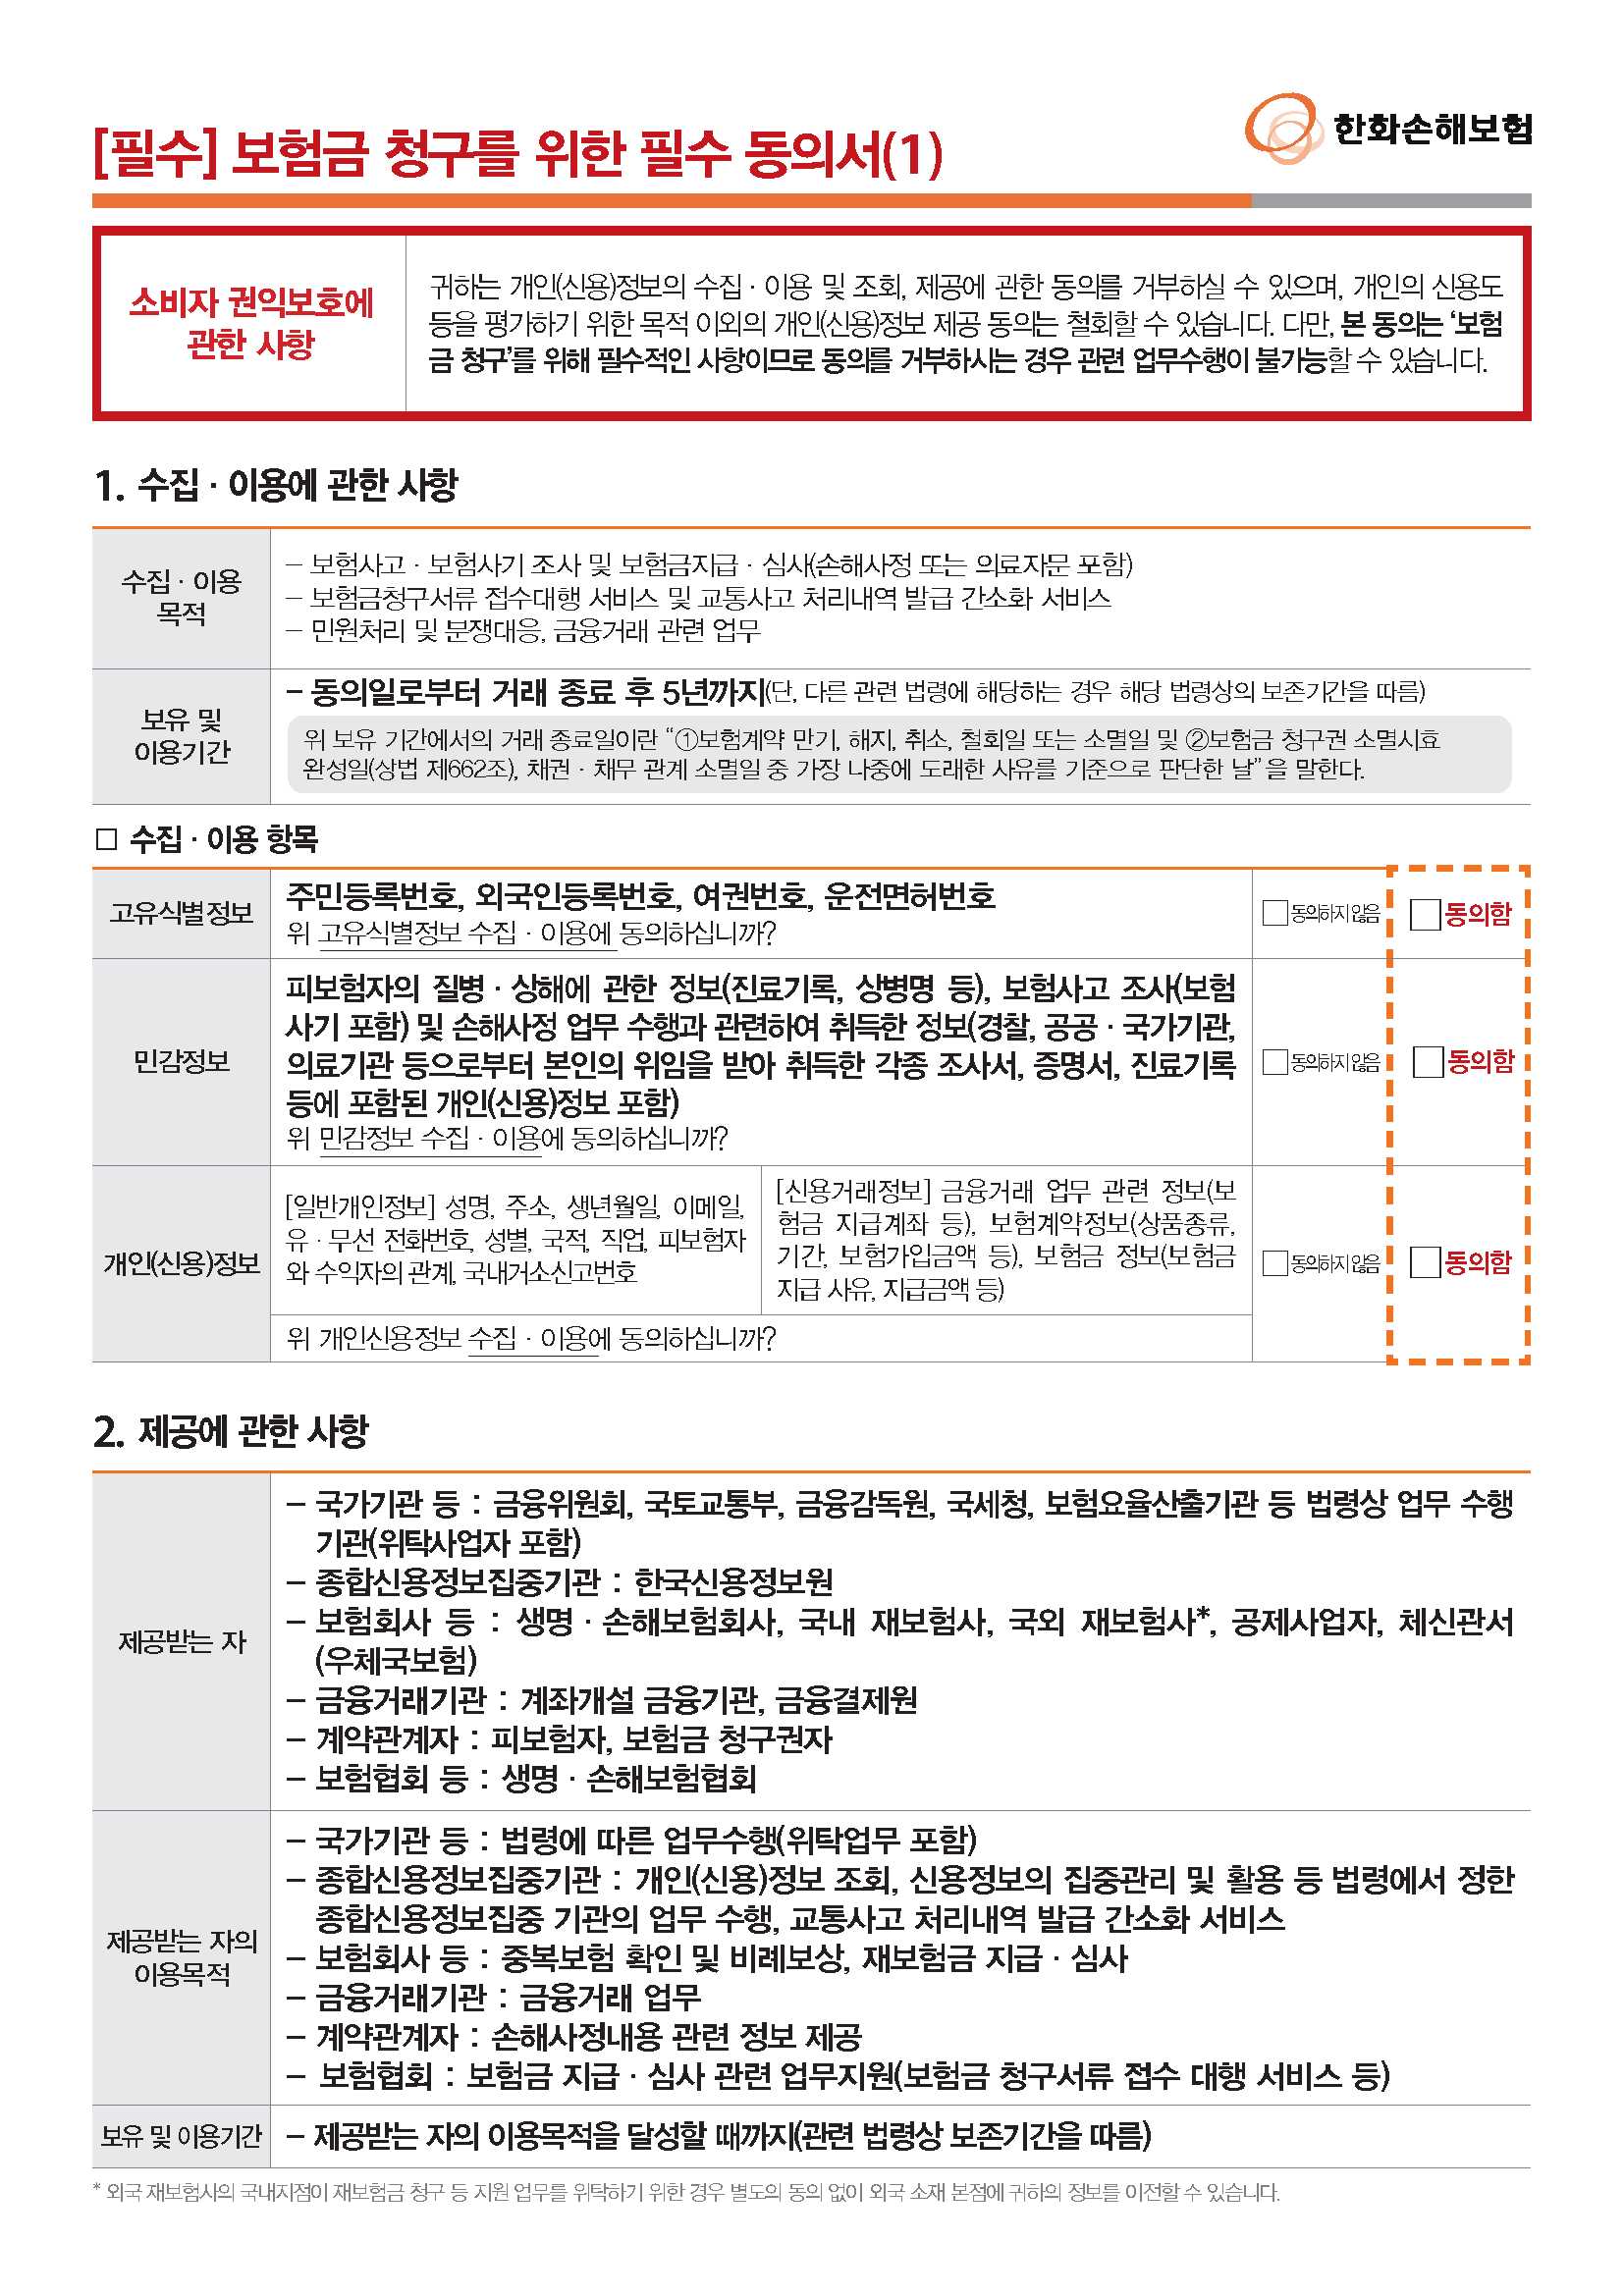 [필수] 보험금 청구를 위한 필수 동의서(1)
한화손해보험
소비자 권익보호에
관한 사항
귀하는 개인(신용)정보의 수집 · 이용 및 조회, 제공에 관한 동의를 거부하실 수 있으며, 개인의 신용도
등을 평가하기 위한 목적 이외의 개인(신용)정보 제공 동의는 철회할 수 있습니다. 다만, 본 동의는 ‘보험
금 청구’를 위해 필수적인 사항이므로 동의를 거부하시는 경우 관련 업무수행이 불가능할 수 있습니다.
1. 수집 · 이용에 관한 사항
수집 · 이용
목적
– 보험사고 · 보험사기 조사 및 보험금지급 · 심사(손해사정 또는 의료자문 포함)
– 보험금청구서류 접수대행 서비스 및 교통사고 처리내역 발급 간소화 서비스
– 민원처리 및 분쟁대응, 금융거래 관련 업무
보유 및
이용기간
– 동의일로부터 거래 종료 후 5년까지(단, 다른 관련 법령에 해당하는 경우 해당 법령상의 보존기간을 따름)
위 보유 기간에서의 거래 종료일이란 “①보험계약 만기, 해지, 취소, 철회일 또는 소멸일 및 ②보험금 청구권 소멸시효
완성일(상법 제662조), 채권 · 채무 관계 소멸일 중 가장 나중에 도래한 사유를 기준으로 판단한 날”을 말한다.
□ 수집 · 이용 항목
고유식별정보
주민등록번호, 외국인등록번호, 여권번호, 운전면허번호
위 고유식별정보 수집 · 이용에 동의하십니까?
□동의하지 않음 □동의함
민감정보
피보험자의 질병 · 상해에 관한 정보(진료기록, 상병명 등), 보험사고 조사(보험
사기 포함) 및 손해사정 업무 수행과 관련하여 취득한 정보(경찰, 공공 · 국가기관,
의료기관 등으로부터 본인의 위임을 받아 취득한 각종 조사서, 증명서, 진료기록
등에 포함된 개인(신용)정보 포함)
위 민감정보 수집 · 이용에 동의하십니까?
□동의하지 않음 □동의함
개인(신용)정보
[일반개인정보] 성명, 주소, 생년월일, 이메일,
유 · 무선 전화번호, 성별, 국적, 직업, 피보험자
와 수익자의 관계, 국내거소신고번호
[신용거래정보] 금융거래 업무 관련 정보(보
험금 지급계좌 등), 보험계약정보(상품종류,
기간, 보험가입금액 등), 보험금 정보(보험금
지급 사유, 지급금액 등)
위 개인신용정보 수집 · 이용에 동의하십니까?
□동의하지 않음 □동의함
2. 제공에 관한 사항
제공받는 자
– 국가기관 등 : 금융위원회, 국토교통부, 금융감독원, 국세청, 보험요율산출기관 등 법령상 업무 수행
기관(위탁사업자 포함)
– 종합신용정보집중기관 : 한국신용정보원
– 보험회사 등 : 생명 · 손해보험회사, 국내 재보험사, 국외 재보험사*, 공제사업자, 체신관서
(우체국보험)
– 금융거래기관 : 계좌개설 금융기관, 금융결제원
– 계약관계자 : 피보험자, 보험금 청구권자
– 보험협회 등 : 생명 · 손해보험협회
제공받는 자의
이용목적
– 국가기관 등 : 법령에 따른 업무수행(위탁업무 포함)
– 종합신용정보집중기관 : 개인(신용)정보 조회, 신용정보의 집중관리 및 활용 등 법령에서 정한
종합신용정보집중 기관의 업무 수행, 교통사고 처리내역 발급 간소화 서비스
– 보험회사 등 : 중복보험 확인 및 비례보상, 재보험금 지급 · 심사
– 금융거래기관 : 금융거래 업무
– 계약관계자 : 손해사정내용 관련 정보 제공
– 보험협회 : 보험금 지급 · 심사 관련 업무지원(보험금 청구서류 접수 대행 서비스 등)
보유 및 이용기간
– 제공받는 자의 이용목적을 달성할 때까지(관련 법령상 보존기간을 따름)
* 외국 재보험사의 국내지점이 재보험금 청구 등 지원 업무를 위탁하기 위한 경우 별도의 동의 없이 외국 소재 본점에 귀하의 정보를 이전할 수 있습니다.